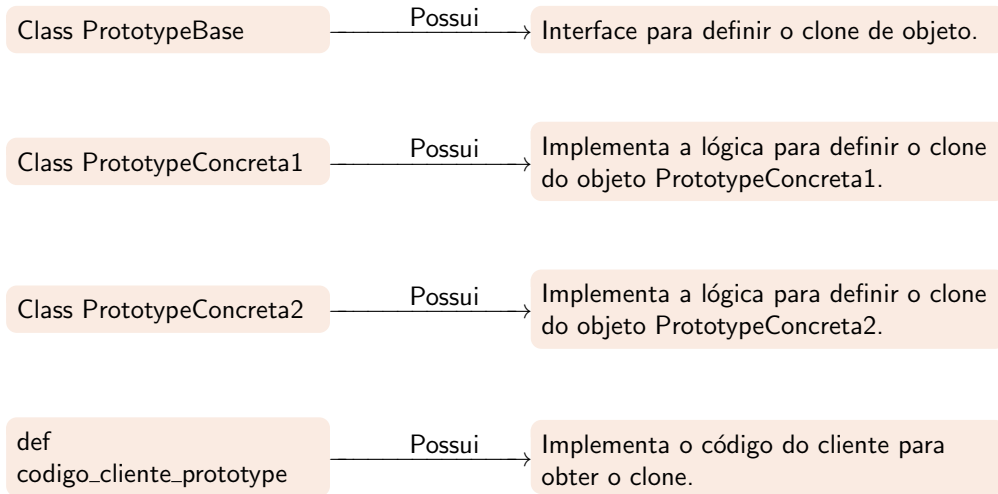 Class PrototypeBase
Possui
Interface para definir o clone de objeto.
Class PrototypeConcreta1
Possui
Implementa a lógica para definir o clone
do objeto PrototypeConcreta1.
Class PrototypeConcreta2
Possui
Implementa a lógica para definir o clone
do objeto PrototypeConcreta2.
def
codigo_cliente_prototype
Possui
Implementa o código do cliente para
obter o clone.